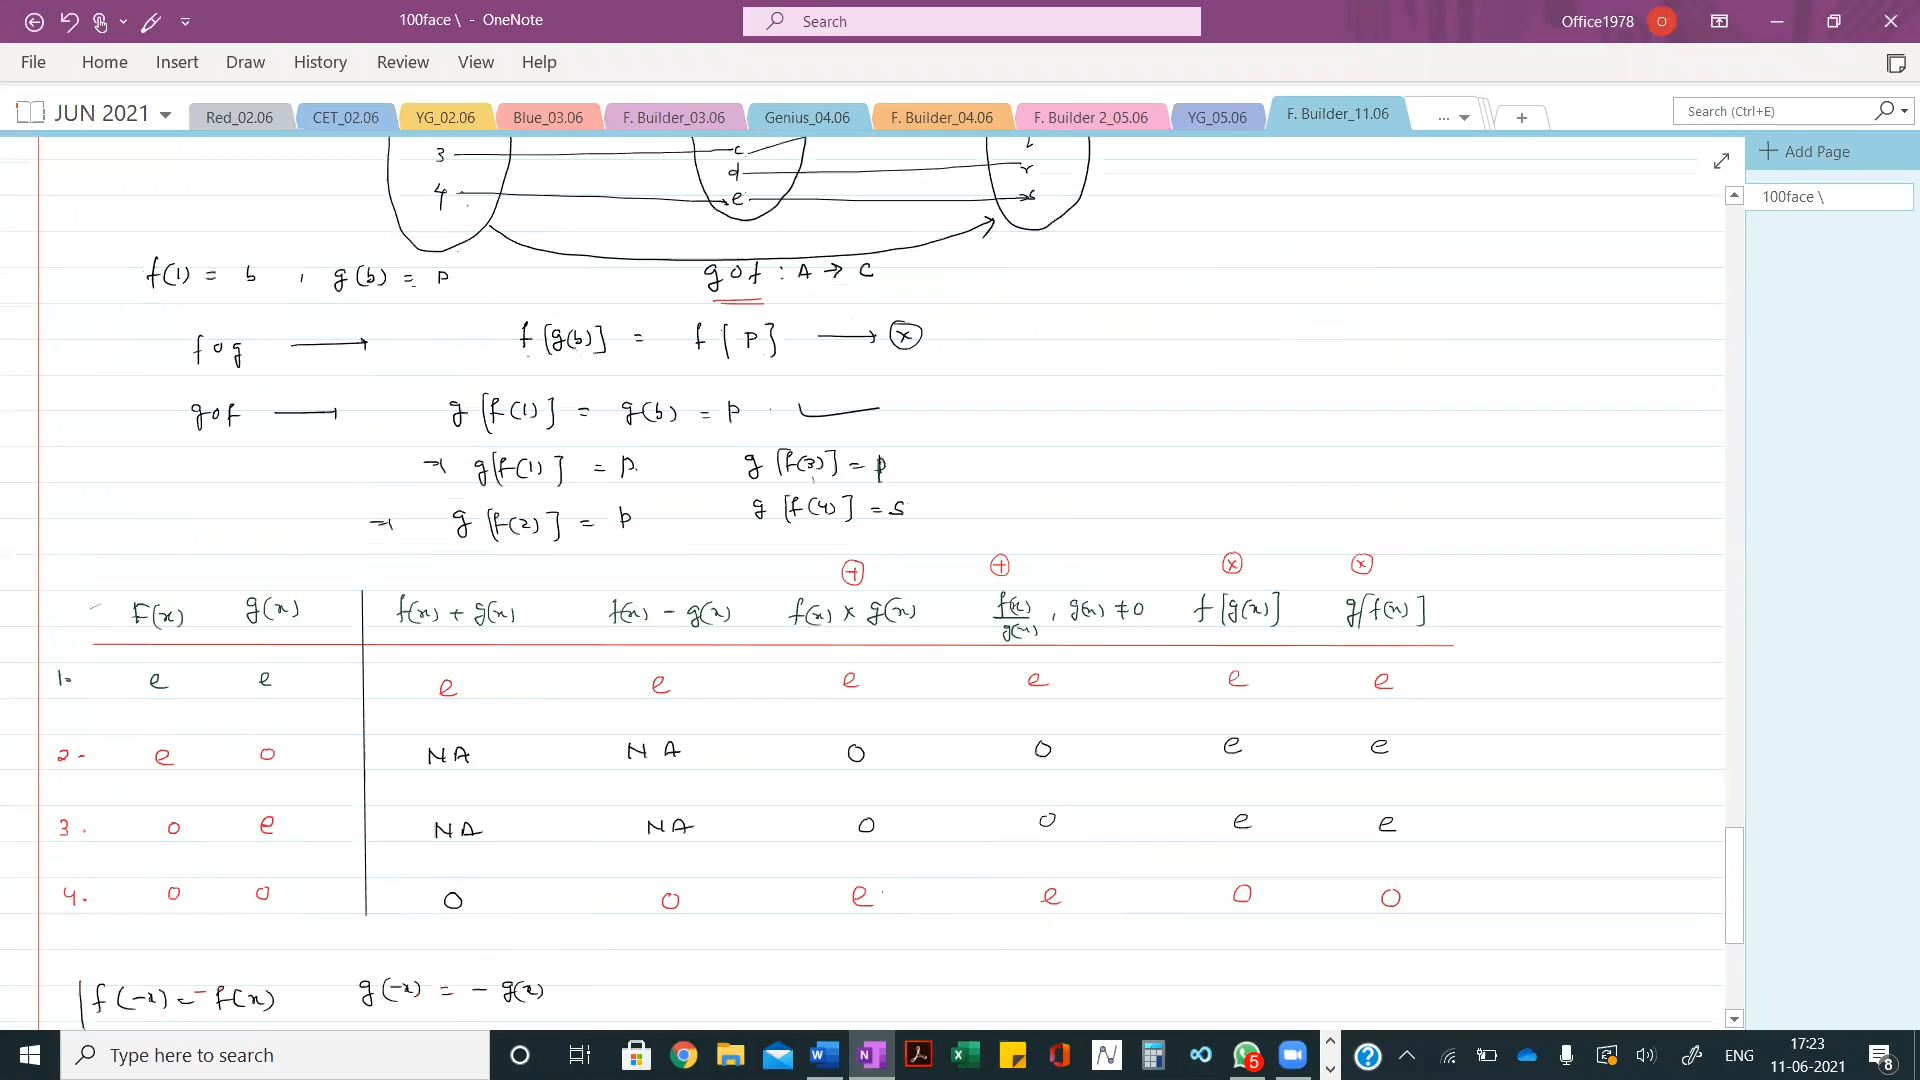 100face \ - OneNote
Search
Office1978
O
File Home Insert Draw History Review View Help
JUN 2021
Red_02.06 CET_02.06 YG_02.06 Blue_03.06 F. Builder_03.06 Genius_04.06 F. Builder_04.06 F. Builder 2_05.06 YG_05.06 F. Builder_11.06 ... +
Search (Ctrl+E)
+ Add Page
100face \
3 c
d r
4 e s
f(1) = b , g(b) = p
gof : A → C
fog → f[g(b)] = f[p] → ⓧ
gof → g[f(1)] = g(b) = p
→ g[f(1)] = p g[f(3)] = p
→ g[f(2)] = p g[f(4)] = s
⊕ ⊕ ⓧ ⓧ
F(x) g(x) f(x) + g(x) f(x) - g(x) f(x) × g(x) f(x)/g(x) , g(x) ≠ 0 f[g(x)] g[f(x)]
1. e e e e e e e e
2. e o NA NA o o e e
3. o e NA NA o o e e
4. o o o o e e o o
f(-x) = - f(x) g(-x) = - g(x)
Type here to search
5
ENG
17:23
11-06-2021
8